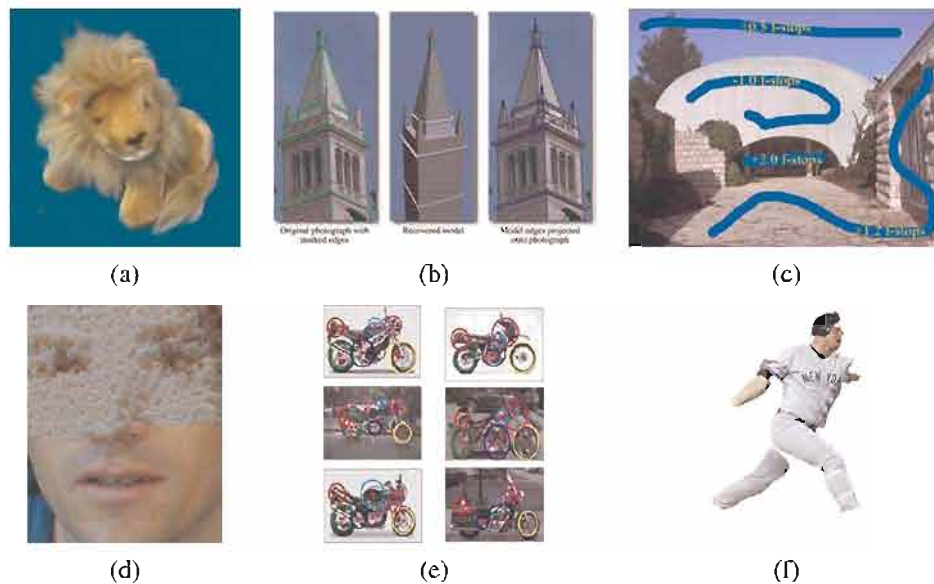 +0.5 f-stops
-1.0 f-stops
+2.0 f-stops
+1.2 f-stops
Original photograph with
marked edges
Recovered model
Model edges projected
onto photograph
(a)
(b)
(c)
NEW YO
(d)
(e)
(f)